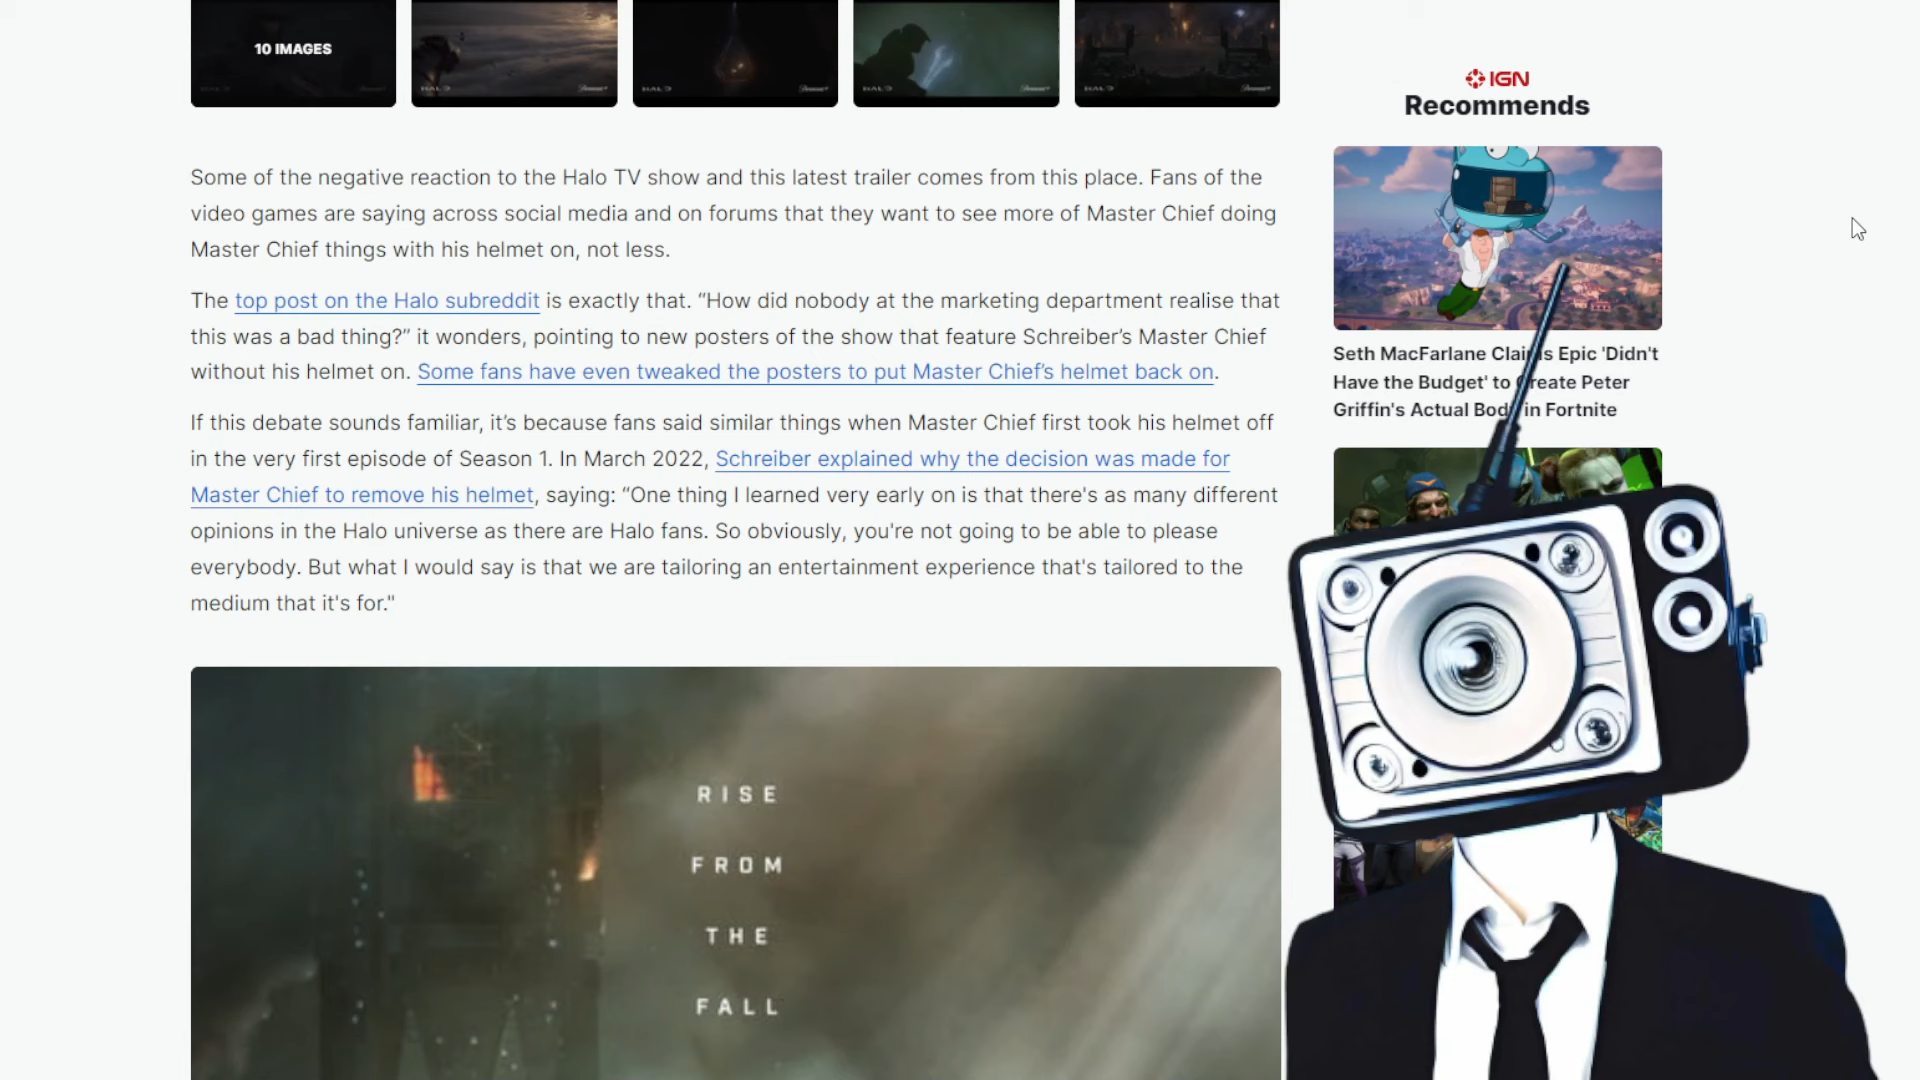 10 IMAGES
HALO
Paramount+
HALO
Paramount+
HALO
Paramount+
HALO
Paramount+
Some of the negative reaction to the Halo TV show and this latest trailer comes from this place. Fans of the
video games are saying across social media and on forums that they want to see more of Master Chief doing
Master Chief things with his helmet on, not less.
The top post on the Halo subreddit is exactly that. “How did nobody at the marketing department realise that
this was a bad thing?” it wonders, pointing to new posters of the show that feature Schreiber’s Master Chief
without his helmet on. Some fans have even tweaked the posters to put Master Chief’s helmet back on.
If this debate sounds familiar, it’s because fans said similar things when Master Chief first took his helmet off
in the very first episode of Season 1. In March 2022, Schreiber explained why the decision was made for
Master Chief to remove his helmet, saying: “One thing I learned very early on is that there's as many different
opinions in the Halo universe as there are Halo fans. So obviously, you're not going to be able to please
everybody. But what I would say is that we are tailoring an entertainment experience that's tailored to the
medium that it's for."
RISE
FROM
THE
FALL
IGN
Recommends
Seth MacFarlane Claims Epic 'Didn't
Have the Budget' to Create Peter
Griffin's Actual Body in Fortnite